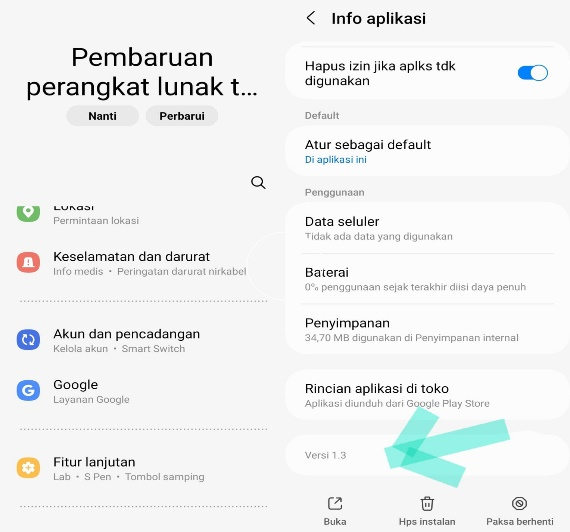 Pembaruan
perangkat lunak t...
Nanti
Perbarui
Lokasi
Permintaan lokasi
Keselamatan dan darurat
Info medis • Peringatan darurat nirkabel
Akun dan pencadangan
Kelola akun • Smart Switch
Google
Layanan Google
Fitur lanjutan
Lab • S Pen • Tombol samping
Info aplikasi
Hapus izin jika aplks tdk
digunakan
Default
Atur sebagai default
Di aplikasi ini
Penggunaan
Data seluler
Tidak ada data yang digunakan
Baterai
0% penggunaan sejak terakhir diisi daya penuh
Penyimpanan
34,70 MB digunakan di Penyimpanan internal
Rincian aplikasi di toko
Aplikasi diunduh dari Google Play Store
Versi 1.3
Buka
Hps instalan
Paksa berhenti